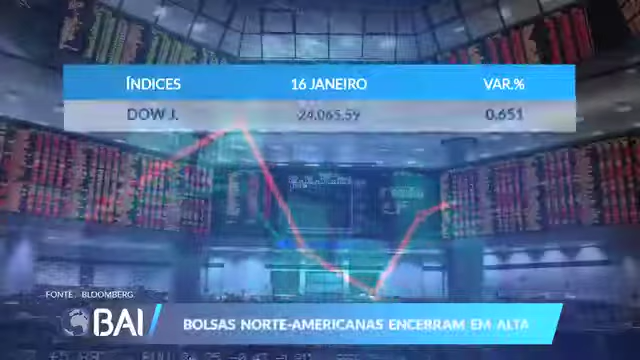 ÍNDICES 16 JANEIRO VAR.%
DOW J. 24.065,59 0.651
FONTE BLOOMBERG
BAI BOLSAS NORTE-AMERICANAS ENCERRAM EM ALTA